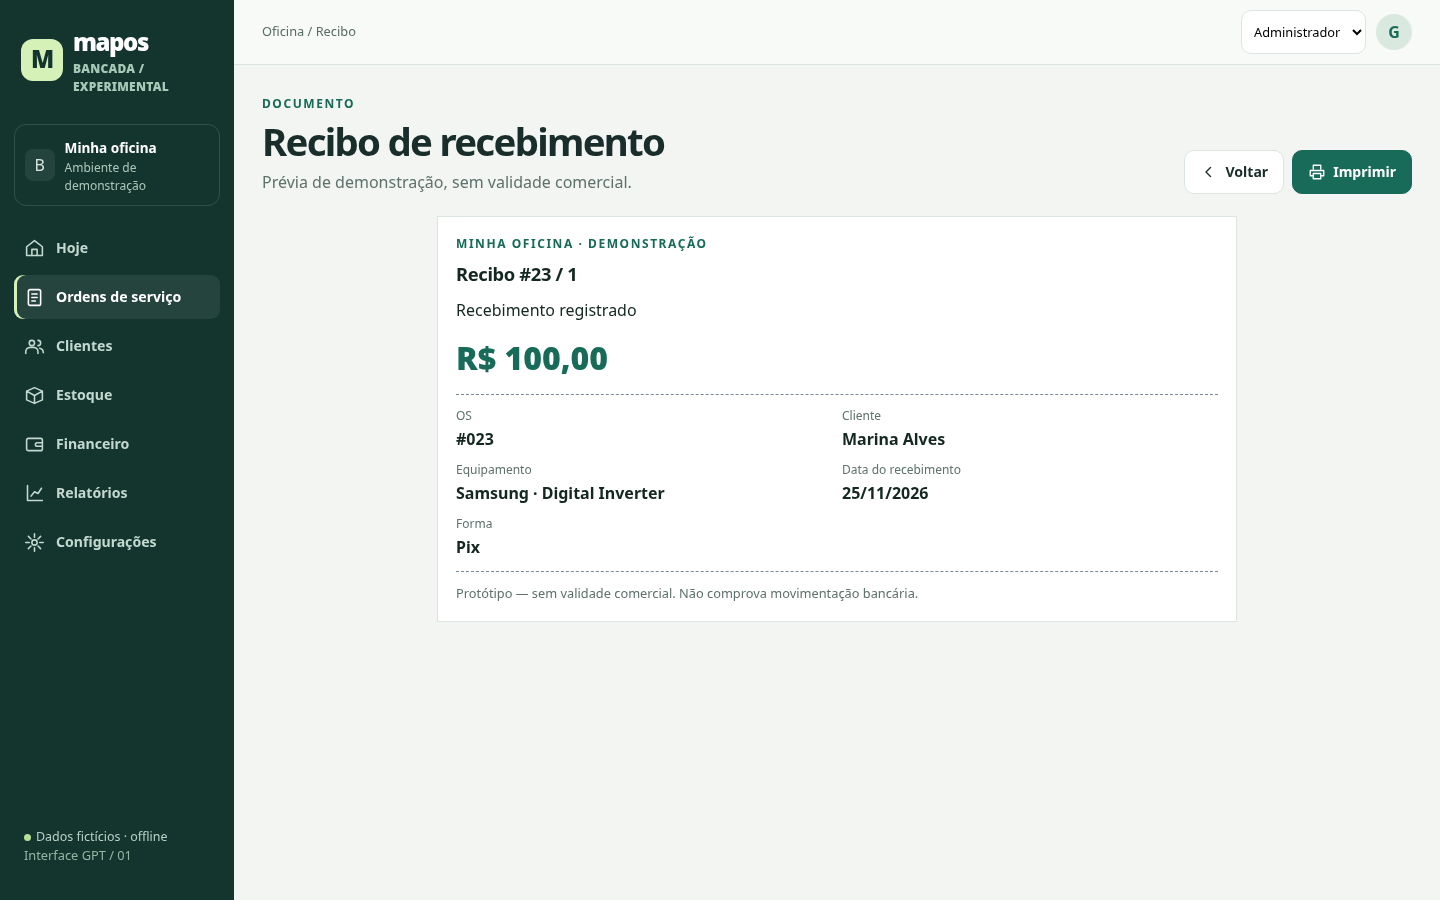 M
mapos
BANCADA /
EXPERIMENTAL
B
Minha oficina
Ambiente de
demonstração
Hoje
Ordens de serviço
Clientes
Estoque
Financeiro
Relatórios
Configurações
Dados fictícios · offline
Interface GPT / 01
Oficina / Recibo
Administrador
G
DOCUMENTO
Recibo de recebimento
Prévia de demonstração, sem validade comercial.
Voltar
Imprimir
MINHA OFICINA · DEMONSTRAÇÃO
Recibo #23 / 1
Recebimento registrado
R$ 100,00
OS
#023
Cliente
Marina Alves
Equipamento
Samsung · Digital Inverter
Data do recebimento
25/11/2026
Forma
Pix
Protótipo — sem validade comercial. Não comprova movimentação bancária.